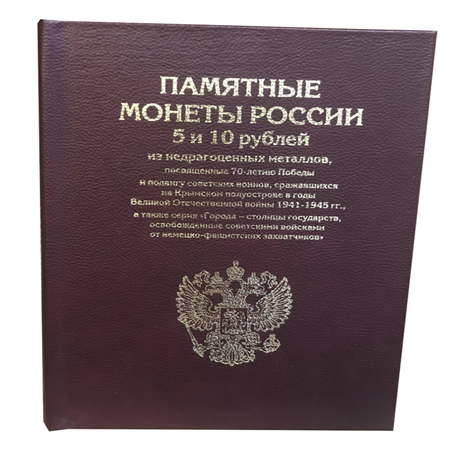 ПАМЯТНЫЕ
МОНЕТЫ РОССИИ
5 и 10 рублей
из недрагоценных металлов,
посвященные 70-летию Победы
и подвигу советских воинов, сражавшихся
на Крымском полуострове в годы
Великой Отечественной войны 1941-1945 гг.,
а также серия «Города – столицы государств,
освобожденные советскими войсками
от немецко-фашистских захватчиков»